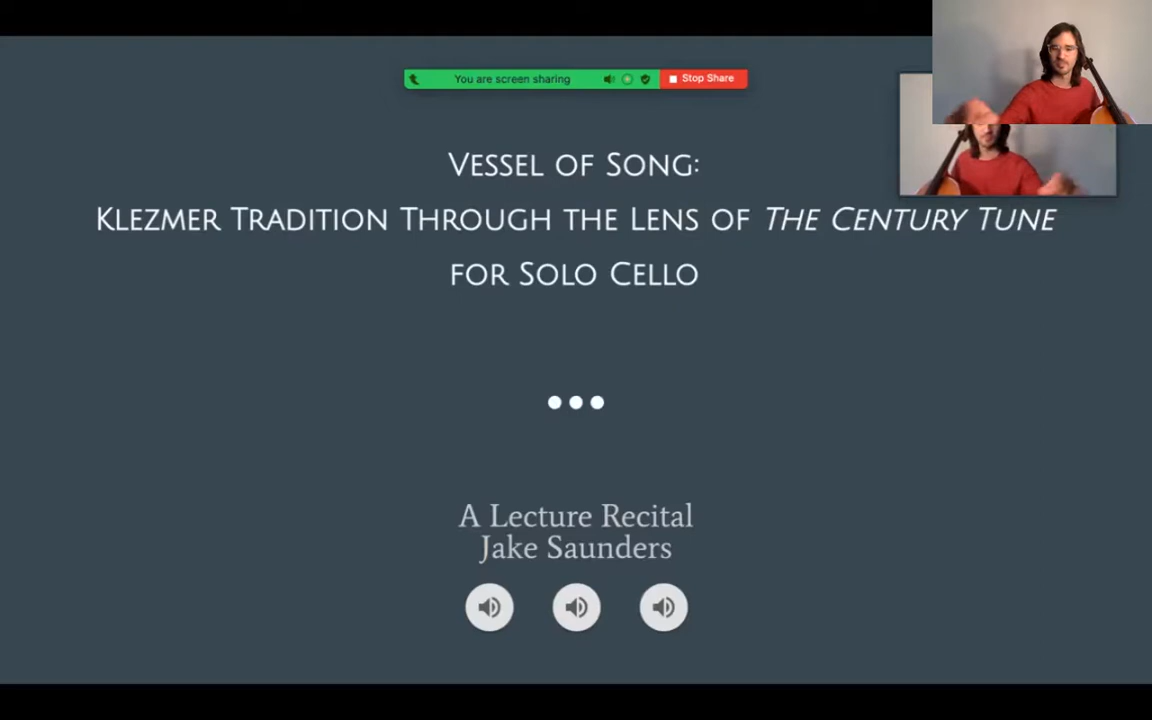 You are screen sharing
Stop Share
Vessel of Song:
Klezmer Tradition Through the Lens of The Century Tune
for Solo Cello
A Lecture Recital
Jake Saunders